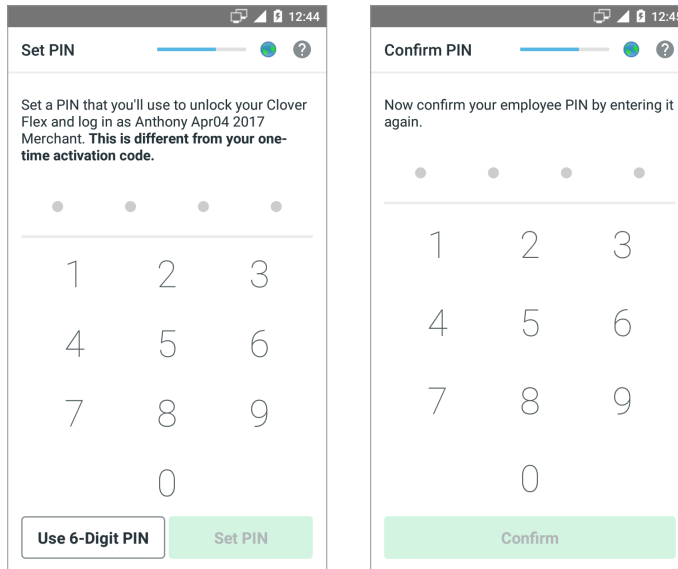 12:44
Set PIN
?
Set a PIN that you'll use to unlock your Clover
Flex and log in as Anthony Apr04 2017
Merchant. This is different from your one-
time activation code.
1 2 3
4 5 6
7 8 9
0
Use 6-Digit PIN Set PIN
12:45
Confirm PIN
?
Now confirm your employee PIN by entering it
again.
1 2 3
4 5 6
7 8 9
0
Confirm